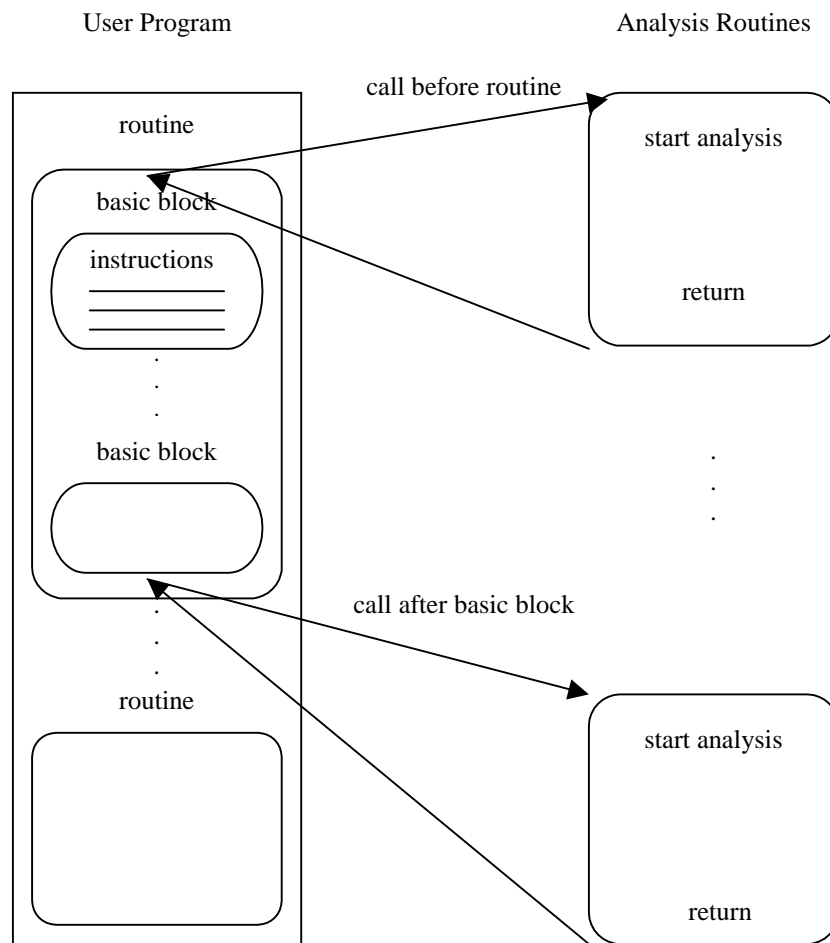 User Program
Analysis Routines
call before routine
routine
start analysis
basic block
instructions
return
.
.
.
basic block
.
.
.
call after basic block
.
.
.
routine
start analysis
return